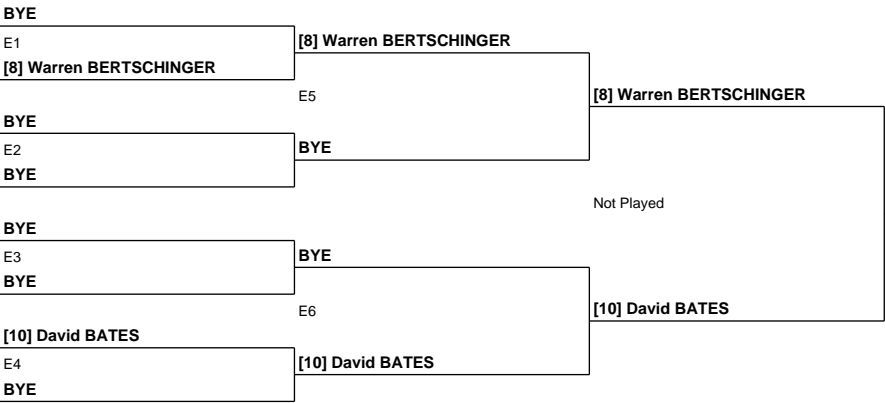 BYE
E1
[8] Warren BERTSCHINGER
[8] Warren BERTSCHINGER
E5
[8] Warren BERTSCHINGER
BYE
E2
BYE
BYE
Not Played
BYE
E3
BYE
BYE
E6
[10] David BATES
[10] David BATES
E4
[10] David BATES
BYE